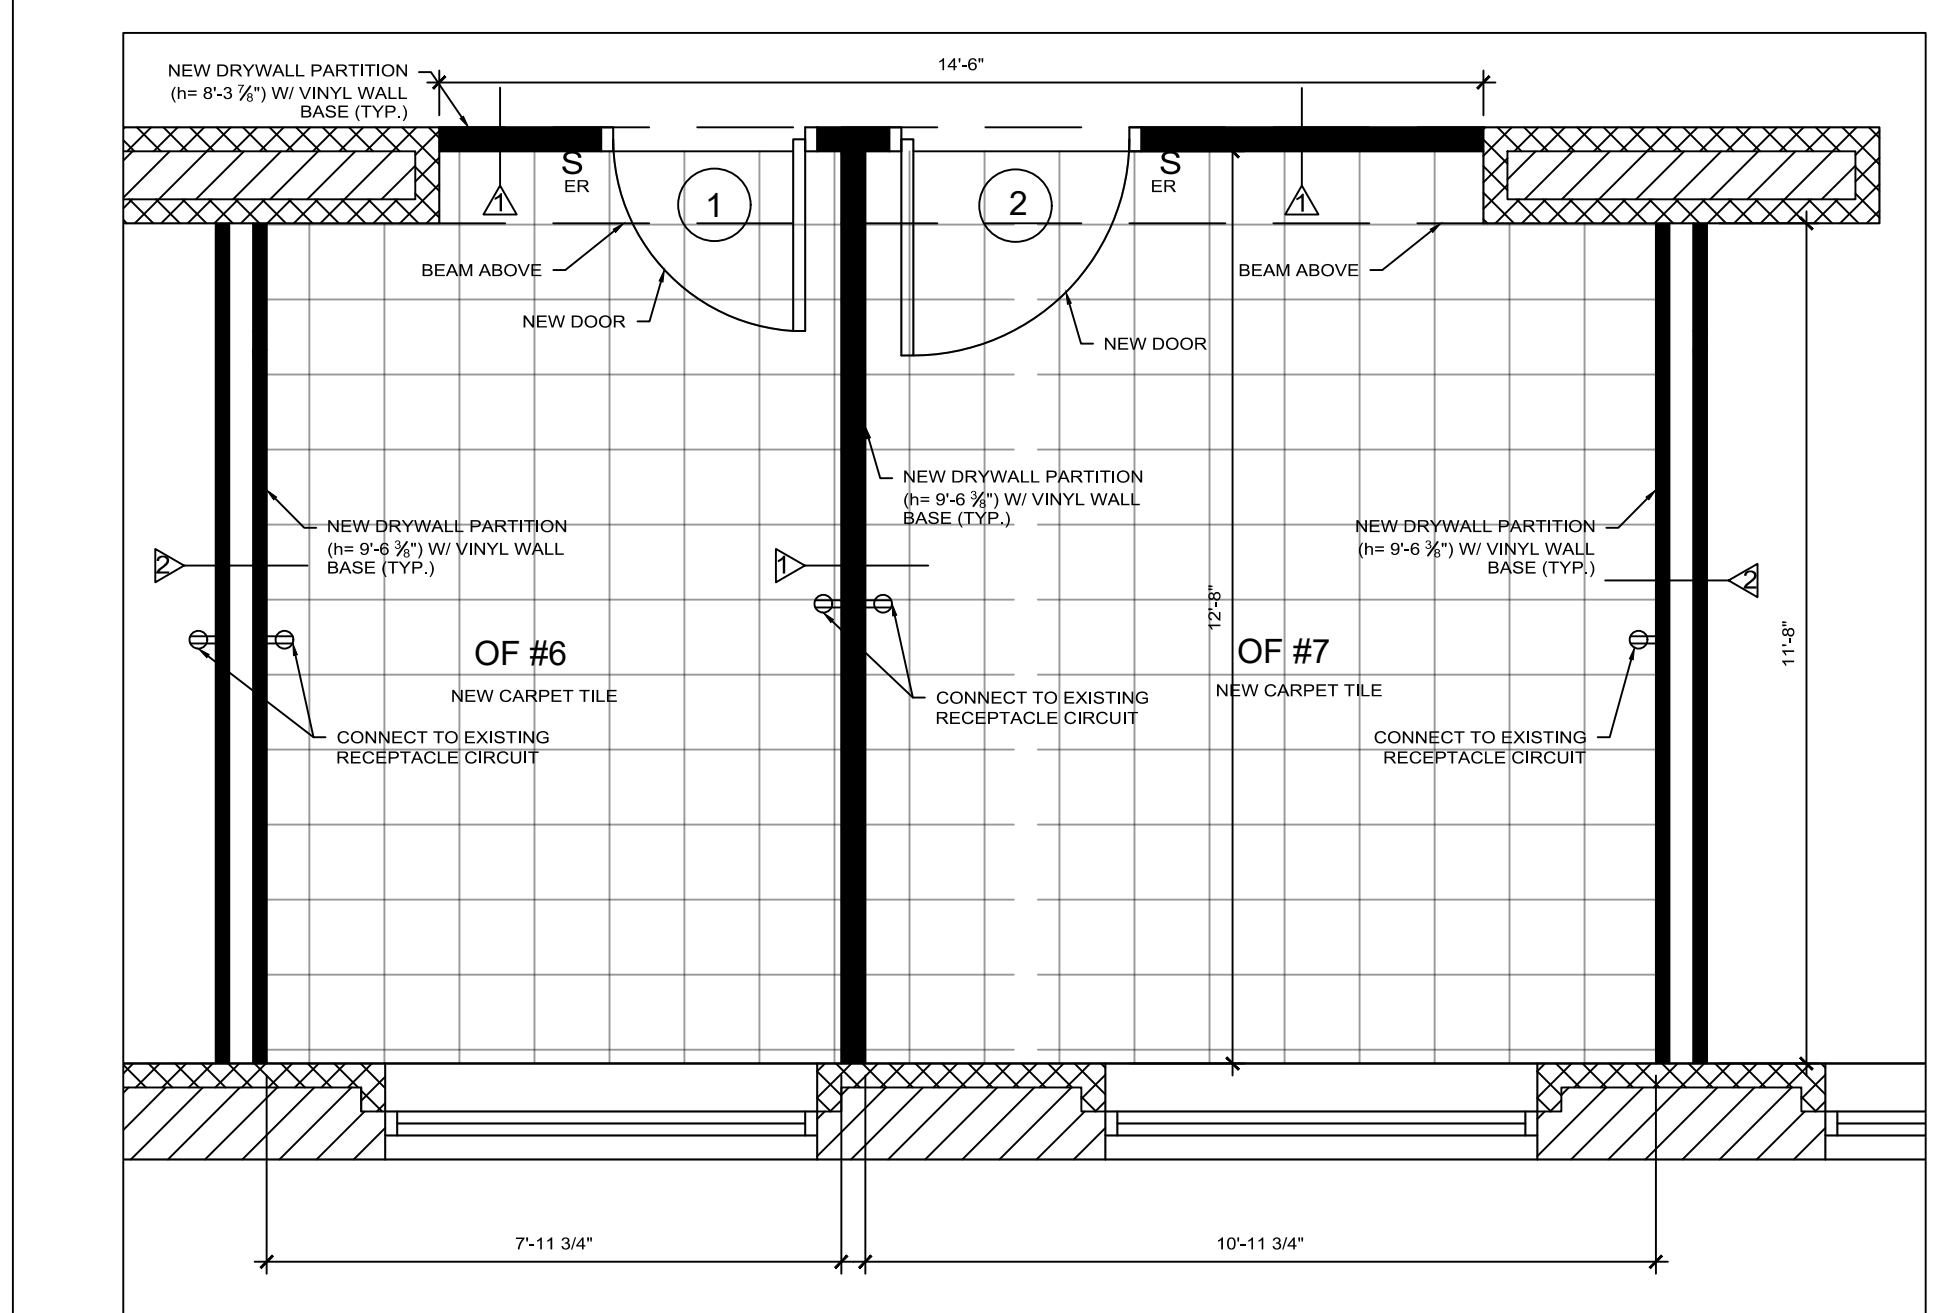 14'-6"
NEW DRYWALL PARTITION
(h= 8'-3 ⅞") W/ VINYL WALL
BASE (TYP.)
S
ER
1
1
2
S
ER
1
BEAM ABOVE
BEAM ABOVE
NEW DOOR
NEW DOOR
NEW DRYWALL PARTITION
(h= 9'-6 ⅜") W/ VINYL WALL
BASE (TYP.)
NEW DRYWALL PARTITION
(h= 9'-6 ⅜") W/ VINYL WALL
BASE (TYP.)
NEW DRYWALL PARTITION
(h= 9'-6 ⅜") W/ VINYL WALL
BASE (TYP.)
2
1
2
12'-8"
11'-8"
OF #6
NEW CARPET TILE
OF #7
NEW CARPET TILE
CONNECT TO EXISTING
RECEPTACLE CIRCUIT
CONNECT TO EXISTING
RECEPTACLE CIRCUIT
CONNECT TO EXISTING
RECEPTACLE CIRCUIT
7'-11 3/4"
10'-11 3/4"